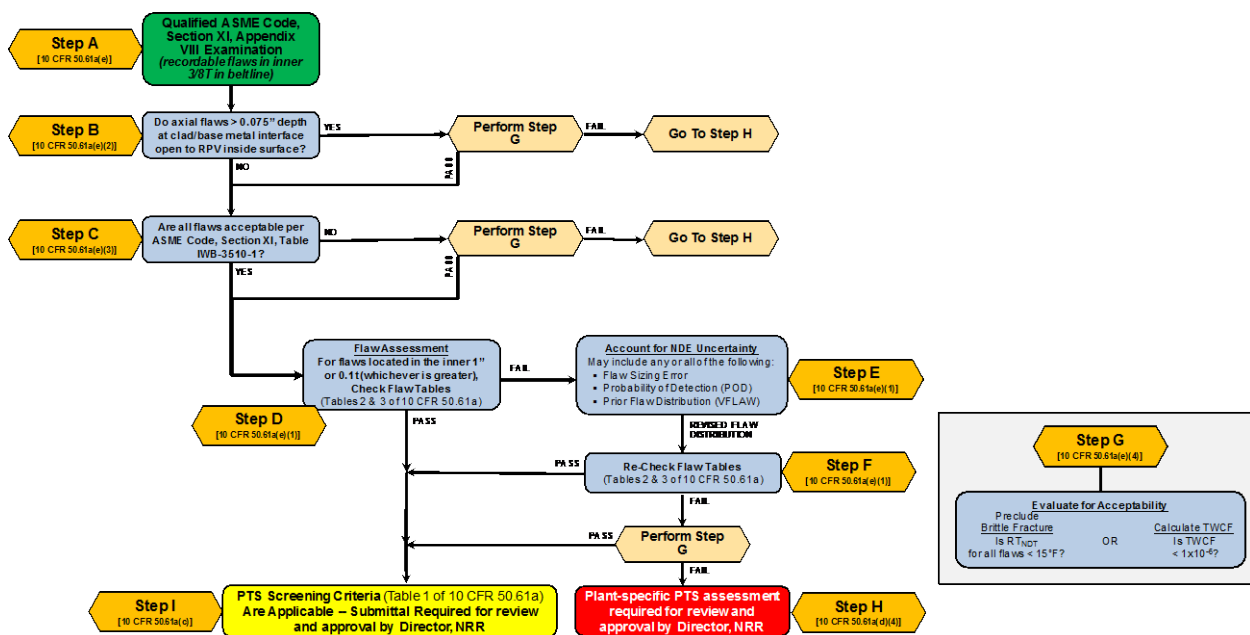 Step A
[10 CFR 50.61a(e)]
Qualified ASME Code,
Section XI, Appendix
VIII Examination
(recordable flaws in inner
3/8T in beltline)
Step B
[10 CFR 50.61a(e)(2)]
Do axial flaws > 0.075" depth
at clad/base metal interface
open to RPV inside surface?
YES
Perform Step
G
FAIL
Go To Step H
NO
PASS
Step C
[10 CFR 50.61a(e)(3)]
Are all flaws acceptable per
ASME Code, Section XI, Table
IWB-3510-1?
NO
Perform Step
G
FAIL
Go To Step H
YES
PASS
Flaw Assessment
For flaws located in the inner 1"
or 0.1t (whichever is greater),
Check Flaw Tables
(Tables 2 & 3 of 10 CFR 50.61a)
FAIL
Account for NDE Uncertainty
May include any or all of the following:
▪ Flaw Sizing Error
▪ Probability of Detection (POD)
▪ Prior Flaw Distribution (VFLAW)
Step E
[10 CFR 50.61a(e)(1)]
Step D
[10 CFR 50.61a(e)(1)]
PASS
REVISED FLAW
DISTRIBUTION
PASS
Re-Check Flaw Tables
(Tables 2 & 3 of 10 CFR 50.61a)
Step F
[10 CFR 50.61a(e)(1)]
FAIL
PASS
Perform Step
G
FAIL
Step I
[10 CFR 50.61a(c)]
PTS Screening Criteria (Table 1 of 10 CFR 50.61a)
Are Applicable – Submittal Required for review
and approval by Director, NRR
Plant-specific PTS assessment
required for review and
approval by Director, NRR
Step H
[10 CFR 50.61a(d)(4)]
Step G
[10 CFR 50.61a(e)(4)]
Evaluate for Acceptability
Preclude
Brittle Fracture
Is RTNDT
for all flaws < 15°F?
OR
Calculate TWCF
Is TWCF
< 1x10⁻⁶?